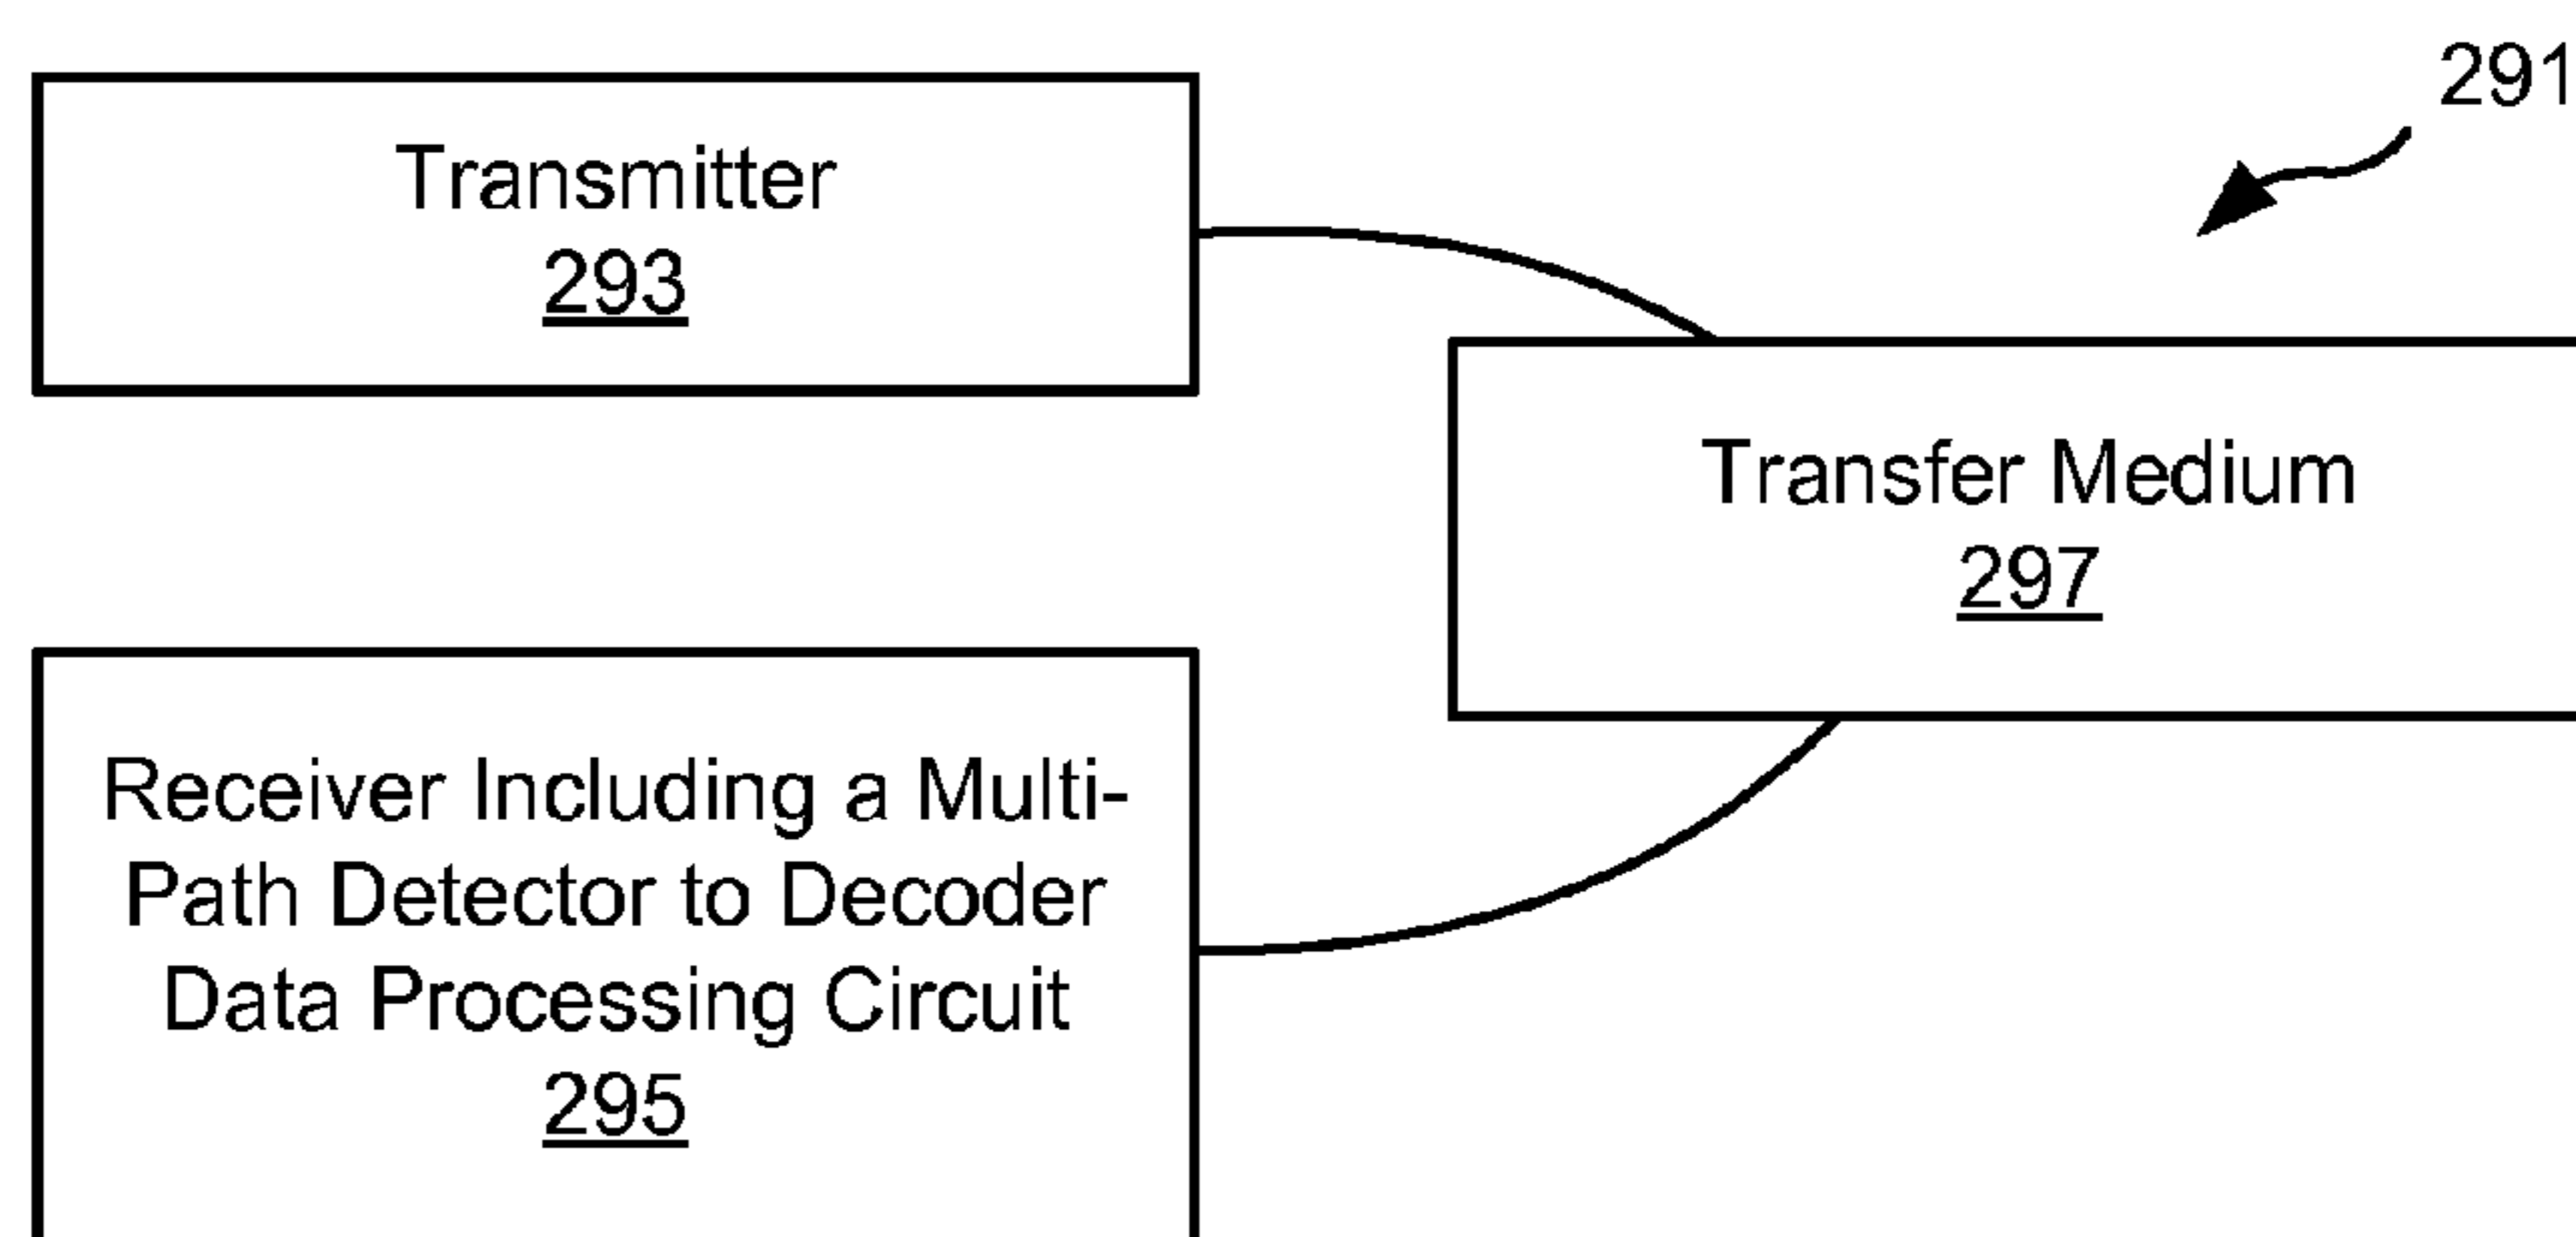 291
Transmitter
293
Transfer Medium
297
Receiver Including a Multi-
Path Detector to Decoder
Data Processing Circuit
295